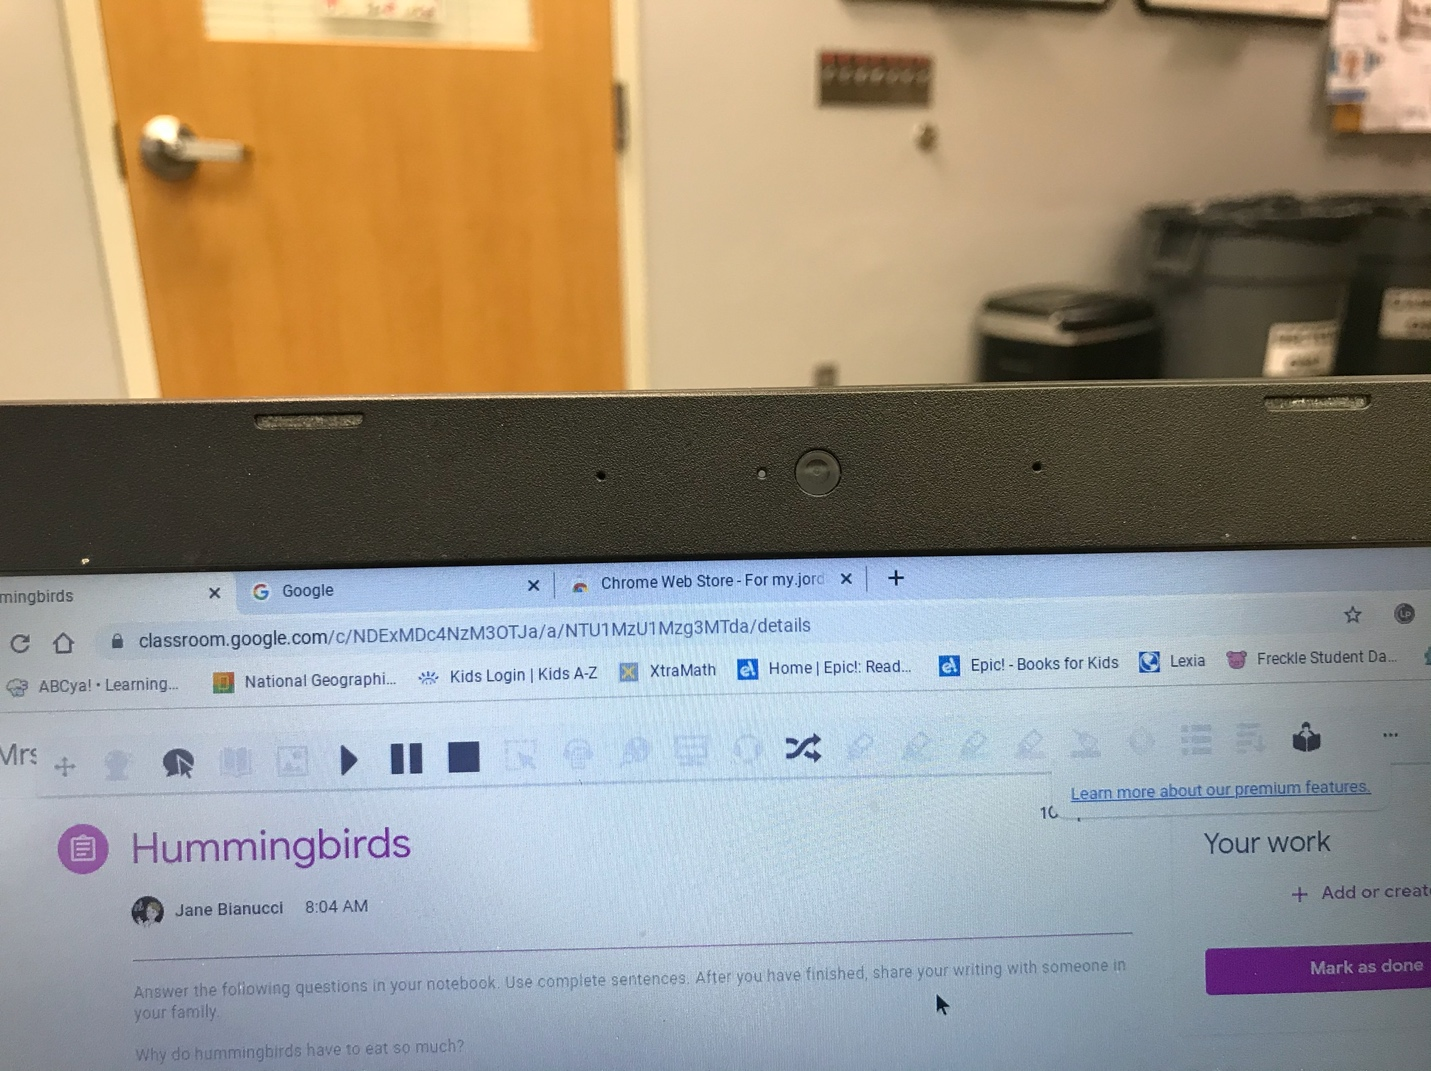 mingbirds
Google
Chrome Web Store - For my.jord
classroom.google.com/c/NDExMDc4NzM3OTJa/a/NTU1MzU1Mzg3MTda/details
ABCya! • Learning...
National Geographi...
Kids Login | Kids A-Z
XtraMath
Home | Epic!: Read...
Epic! - Books for Kids
Lexia
Freckle Student Da...
Mrs
Learn more about our premium features.
10
Hummingbirds
Your work
Jane Bianucci 8:04 AM
+ Add or creat
Mark as done
Answer the following questions in your notebook. Use complete sentences. After you have finished, share your writing with someone in
your family.
Why do hummingbirds have to eat so much?